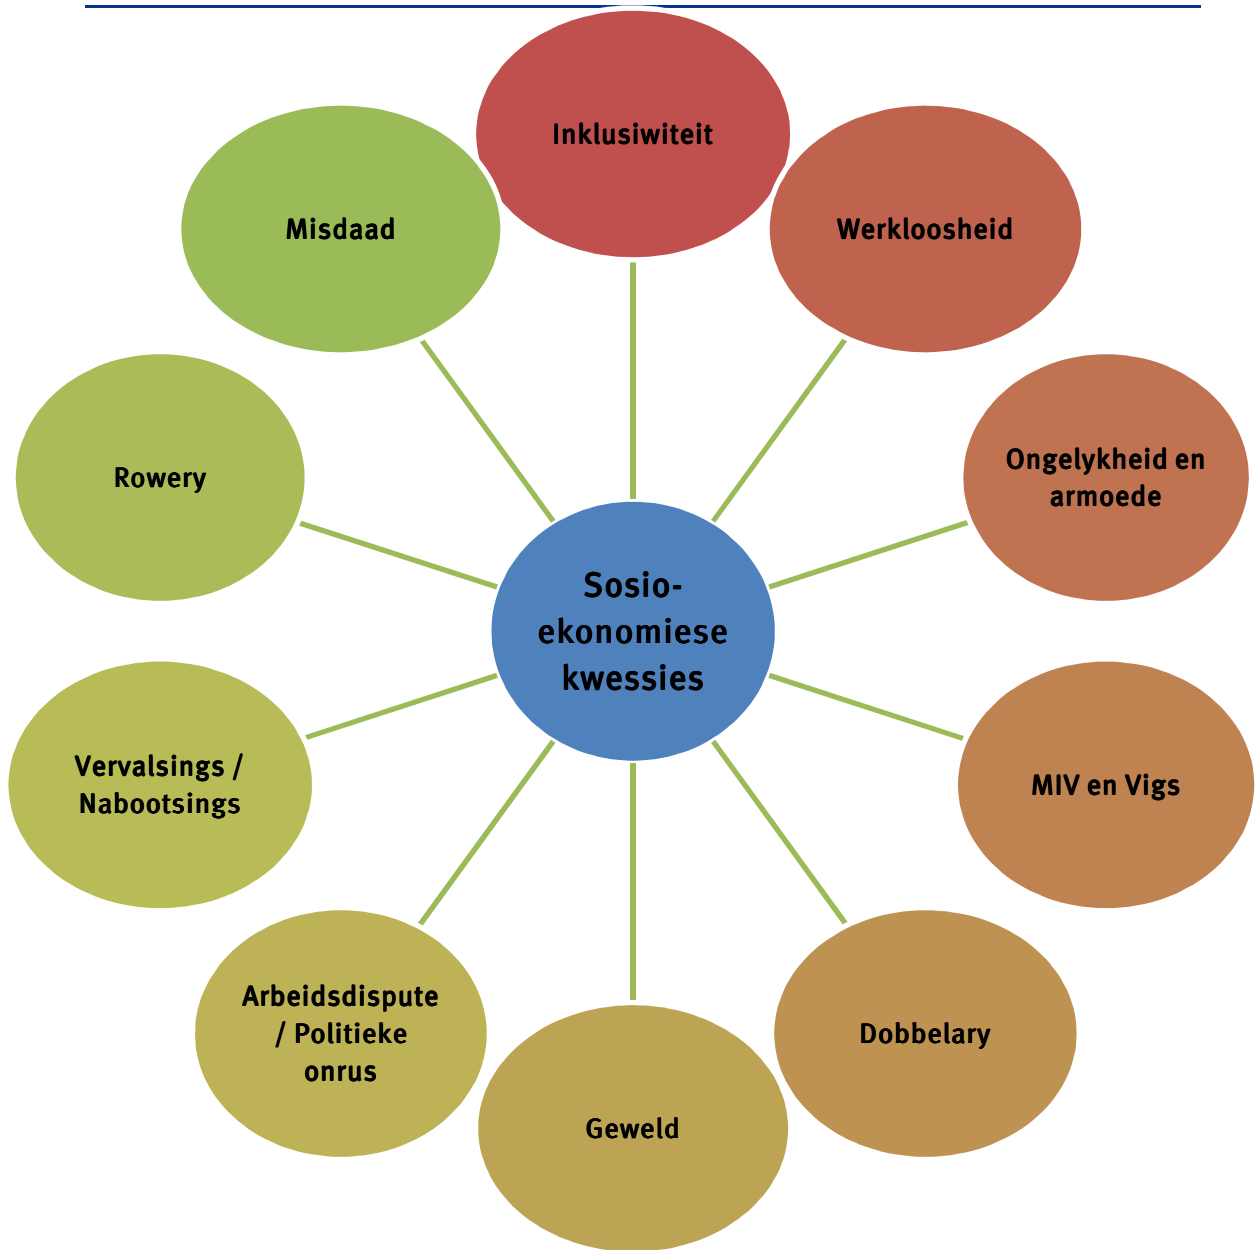 Inklusiwiteit
Werkloosheid
Ongelykheid en
armoede
MIV en Vigs
Dobbelary
Geweld
Arbeidsdispute
/ Politieke
onrus
Vervalsings /
Nabootsings
Rowery
Misdaad
Sosio-
ekonomiese
kwessies